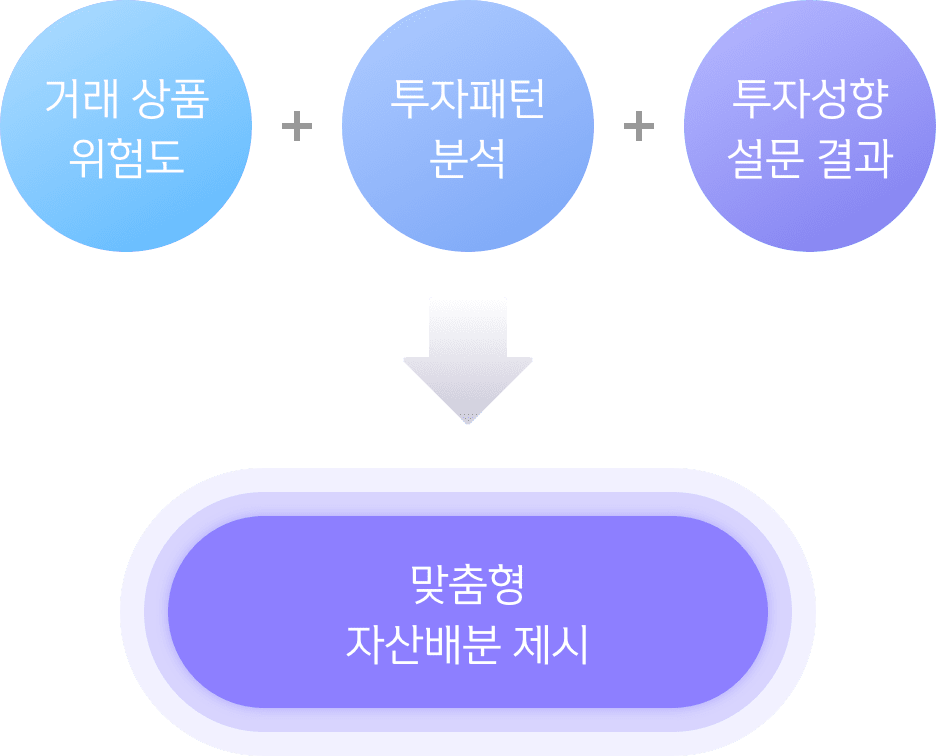 거래 상품
위험도
+
투자패턴
분석
+
투자성향
설문 결과
맞춤형
자산배분 제시